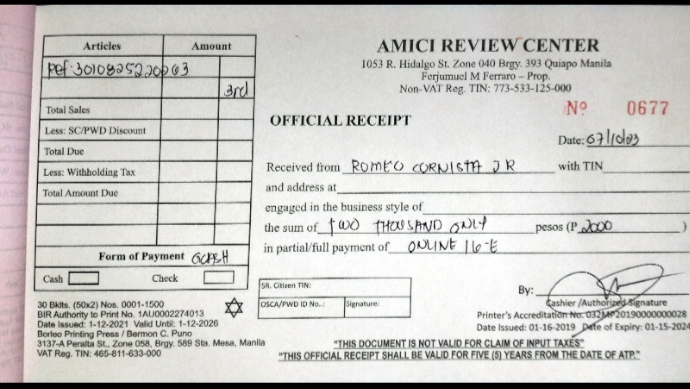 Articles Amount
Ref 3010825220263
3rd
Total Sales
Less: SC/PWD Discount
Total Due
Less: Withholding Tax
Total Amount Due
Form of Payment GCASH
Cash Check
30 Bklts. (50x2) Nos. 0001-1500
BIR Authority to Print No. 1AU0002274013
Date Issued: 1-12-2021 Valid Until: 1-12-2026
Borloo Printing Press / Bermon C. Puno
3137-A Peralta St., Zone 058, Brgy. 589 Sta. Mesa, Manila
VAT Reg. TIN: 465-811-633-000
AMICI REVIEW CENTER
1053 R. Hidalgo St. Zone 040 Brgy. 393 Quiapo Manila
Ferjumuel M Ferraro – Prop.
Non-VAT Reg. TIN: 773-533-125-000
Nº 0677
OFFICIAL RECEIPT
Date: 07/10/23
Received from ROMEO CORNISTA JR with TIN
and address at
engaged in the business style of
the sum of TWO THOUSAND ONLY pesos (P 2000 )
in partial/full payment of ONLINE 16-E
SR. Citizen TIN:
OSCA/PWD ID No.: Signature:
By:
Cashier /Authorized Signature
Printer's Accreditation No. 032MP20190000000028
Date Issued: 01-16-2019 Date of Expiry: 01-15-2024
"THIS DOCUMENT IS NOT VALID FOR CLAIM OF INPUT TAXES"
"THIS OFFICIAL RECEIPT SHALL BE VALID FOR FIVE (5) YEARS FROM THE DATE OF ATP."